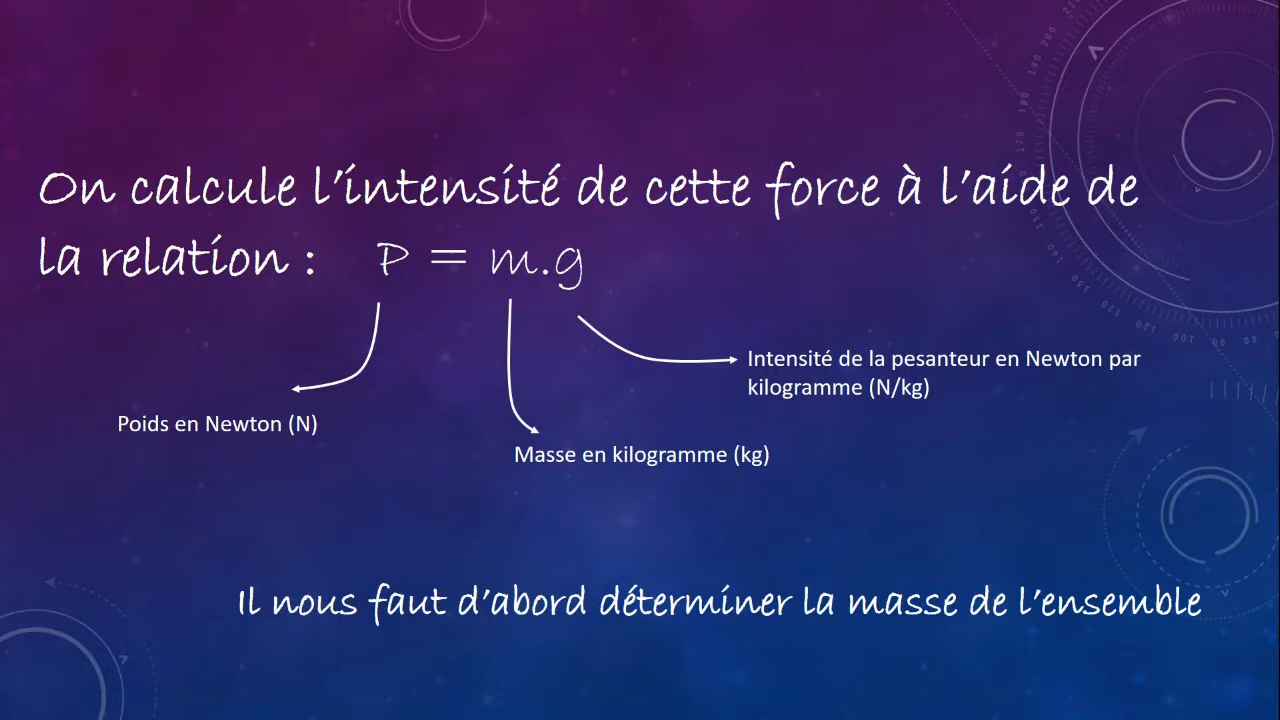 On calcule l'intensité de cette force à l'aide de
la relation : P = m.g
Intensité de la pesanteur en Newton par
kilogramme (N/kg)
Poids en Newton (N)
Masse en kilogramme (kg)
Il nous faut d'abord déterminer la masse de l'ensemble